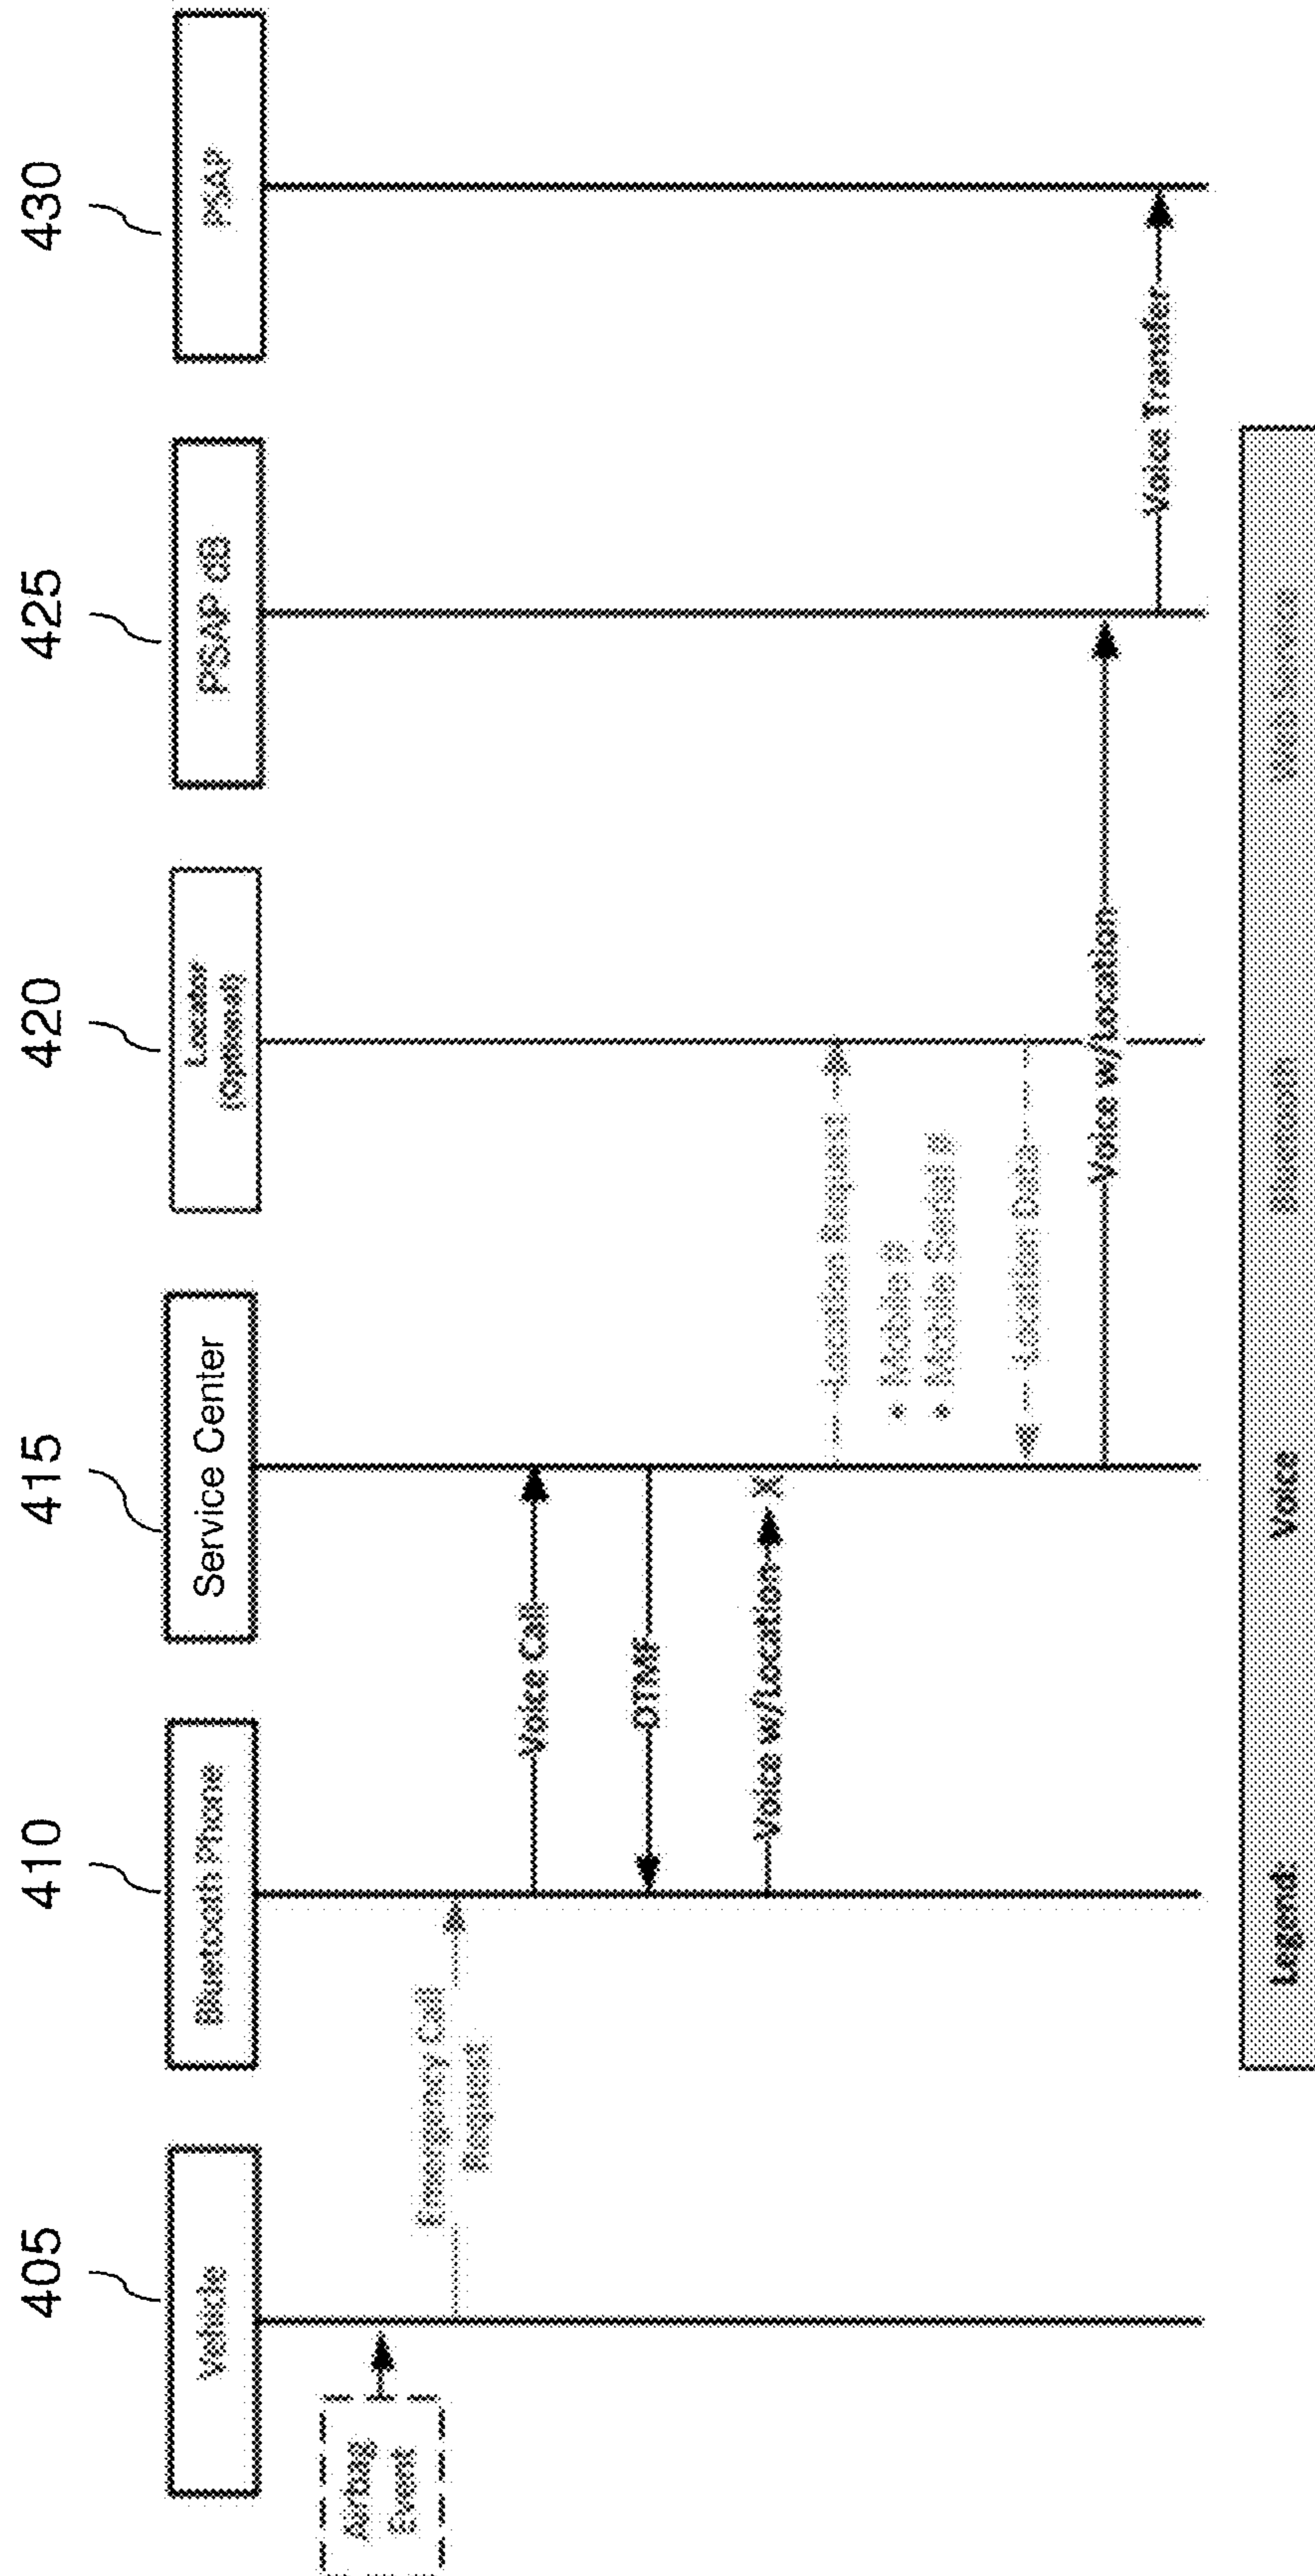 405
410
415
420
425
430
Vehicle
Bluetooth Phone
Service Center
Locator
(Optional)
PSAP dB
PSAP
Airbag
Event
Emergency Call
Request
Voice Call
DTMF
Voice w/Location
X
Location Request
• Mobile #
• Mobile Serial #
Location Data
Voice w/Location
Voice Transfer
Legend
Voice
Bluetooth